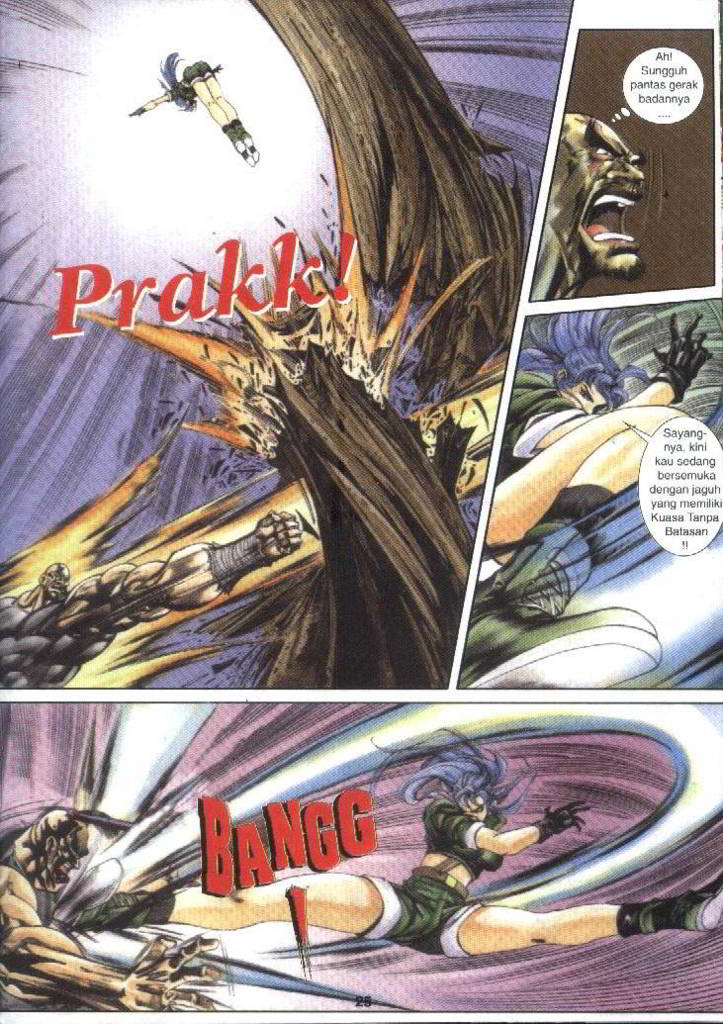 Prakk!
Ah!
Sungguh
pantas gerak
badannya
....
Sayang-
nya, kini
kau sedang
bersemuka
dengan jaguh
yang memiliki
Kuasa Tanpa
Batasan
!!
BANGG
!
25